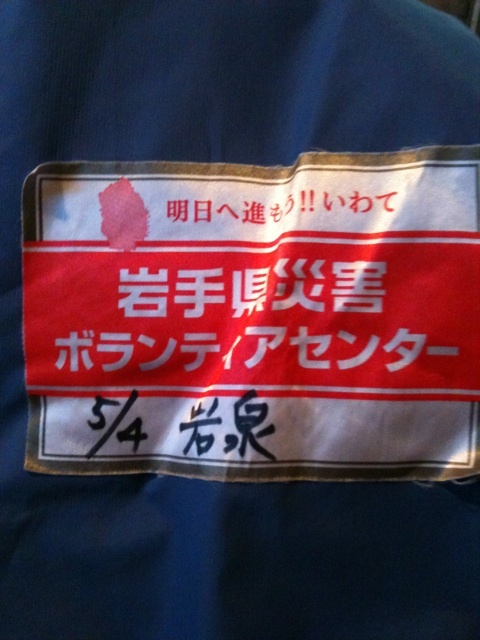 明日へ進もう!!いわて
岩手県災害
ボランティアセンター
5/4 岩泉